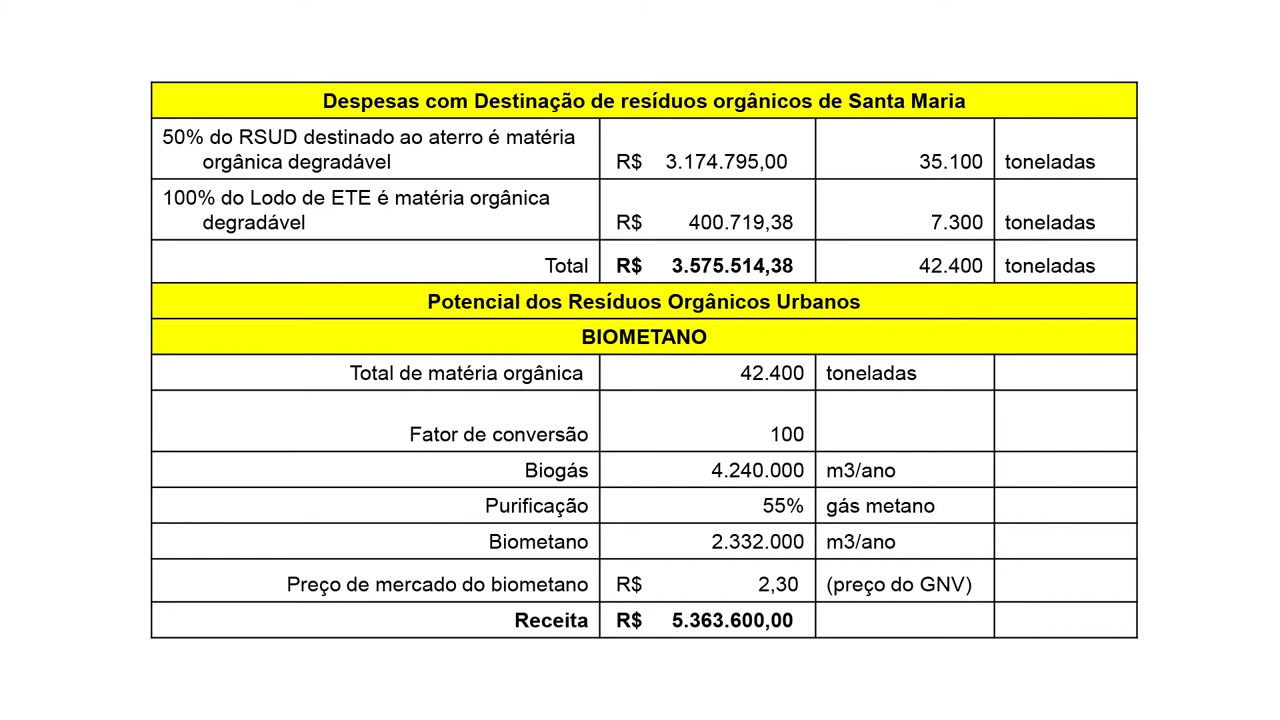 Despesas com Destinação de resíduos orgânicos de Santa Maria
50% do RSUD destinado ao aterro é matéria
orgânica degradável R$ 3.174.795,00 35.100 toneladas
100% do Lodo de ETE é matéria orgânica
degradável R$ 400.719,38 7.300 toneladas
Total R$ 3.575.514,38 42.400 toneladas
Potencial dos Resíduos Orgânicos Urbanos
BIOMETANO
Total de matéria orgânica 42.400 toneladas
Fator de conversão 100
Biogás 4.240.000 m3/ano
Purificação 55% gás metano
Biometano 2.332.000 m3/ano
Preço de mercado do biometano R$ 2,30 (preço do GNV)
Receita R$ 5.363.600,00